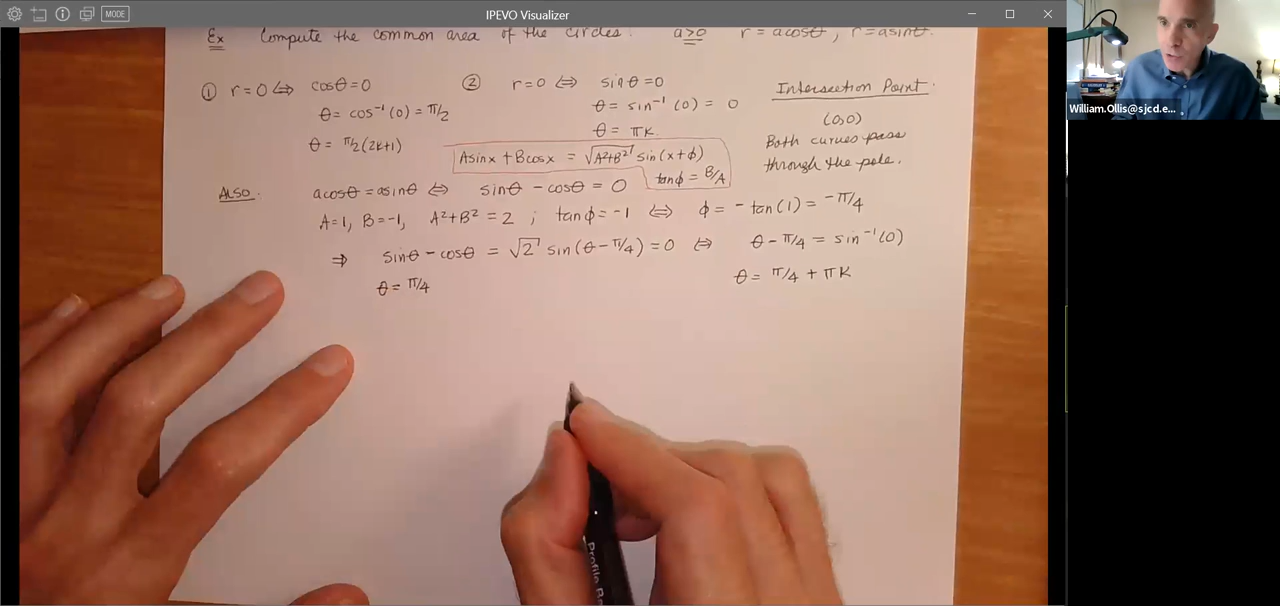 MODE
IPEVO Visualizer
Ex Compute the common area of the circles. a>0 r = acosθ, r = asinθ.
① r=0 ⇔ cosθ=0
θ = cos⁻¹(0) = π/2
θ = π/2(2k+1)
② r=0 ⇔ sinθ=0
θ = sin⁻¹(0) = 0
θ = πk
Intersection Point:
(0,0)
Both curves pass
through the pole.
Asinx + Bcosx = √A²+B² sin(x+ϕ)
tanϕ = B/A
ALSO: acosθ = asinθ ⇔ sinθ - cosθ = 0
A=1, B=-1, A²+B² = 2 ; tanϕ = -1 ⇔ ϕ = -tan(1) = -π/4
⇒ sinθ - cosθ = √2 sin(θ-π/4) = 0 ⇔ θ-π/4 = sin⁻¹(0)
θ = π/4
θ = π/4 + πk
William.Ollis@sjcd.e...